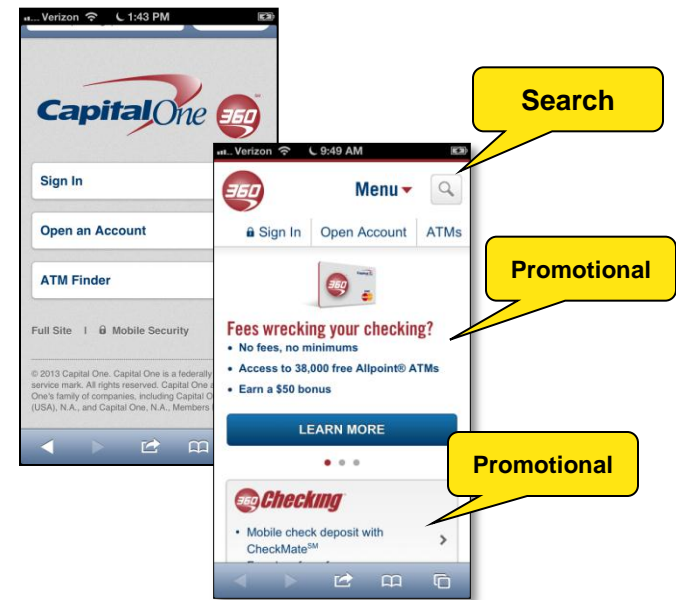 Verizon 1:43 PM
CapitalOne 360
SM
Sign In
Open an Account
ATM Finder
Full Site I Mobile Security
© 2013 Capital One. Capital One is a federally
service mark. All rights reserved. Capital One
One's family of companies, including Capital
(USA), N.A., and Capital One, N.A., Members
Verizon 9:49 AM
360 Menu
Sign In Open Account ATMs
360
Fees wrecking your checking?
• No fees, no minimums
• Access to 38,000 free Allpoint® ATMs
• Earn a $50 bonus
LEARN MORE
360 Checking
• Mobile check deposit with
CheckMateSM
Search
Promotional
Promotional